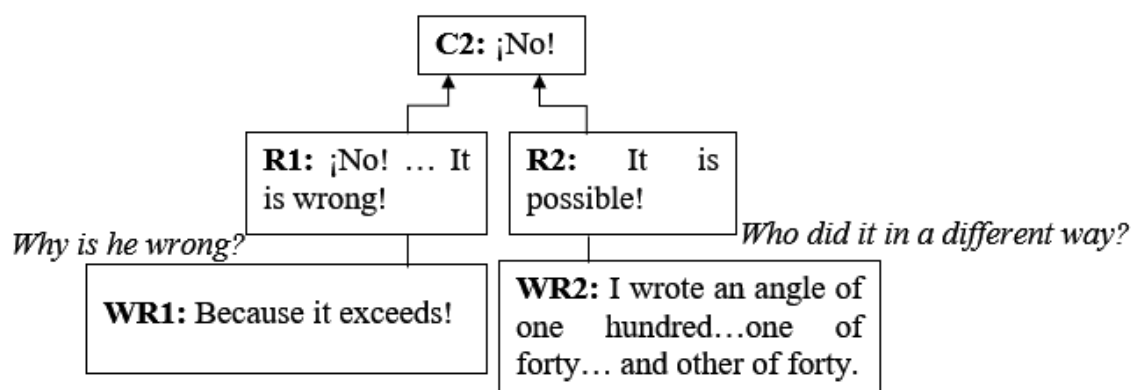 C2: ¡No!
R1: ¡No! … It
is wrong!
R2: It is
possible!
Why is he wrong?
Who did it in a different way?
WR1: Because it exceeds!
WR2: I wrote an angle of
one hundred…one of
forty… and other of forty.